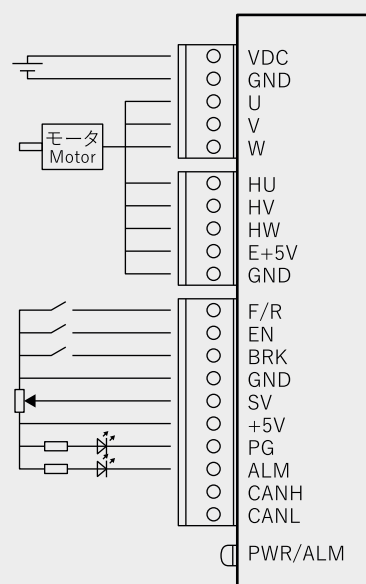 VDC
GND
U
V
W
モータ
Motor
HU
HV
HW
E+5V
GND
F/R
EN
BRK
GND
SV
+5V
PG
ALM
CANH
CANL
PWR/ALM